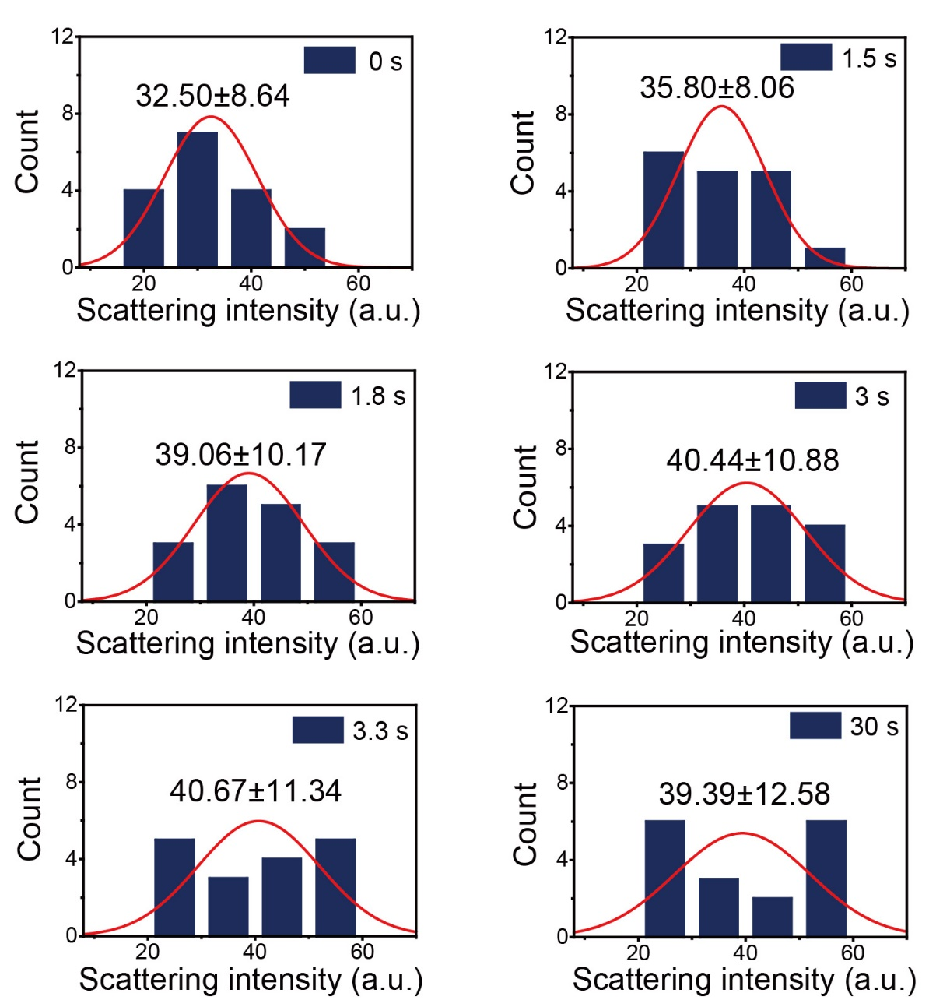 12
0 s
32.50±8.64
8
Count
4
0
20 40 60
Scattering intensity (a.u.)
12
1.5 s
35.80±8.06
8
Count
4
0
20 40 60
Scattering intensity (a.u.)
12
1.8 s
39.06±10.17
8
Count
4
0
20 40 60
Scattering intensity (a.u.)
12
3 s
40.44±10.88
8
Count
4
0
20 40 60
Scattering intensity (a.u.)
12
3.3 s
40.67±11.34
8
Count
4
0
20 40 60
Scattering intensity (a.u.)
12
30 s
39.39±12.58
8
Count
4
0
20 40 60
Scattering intensity (a.u.)